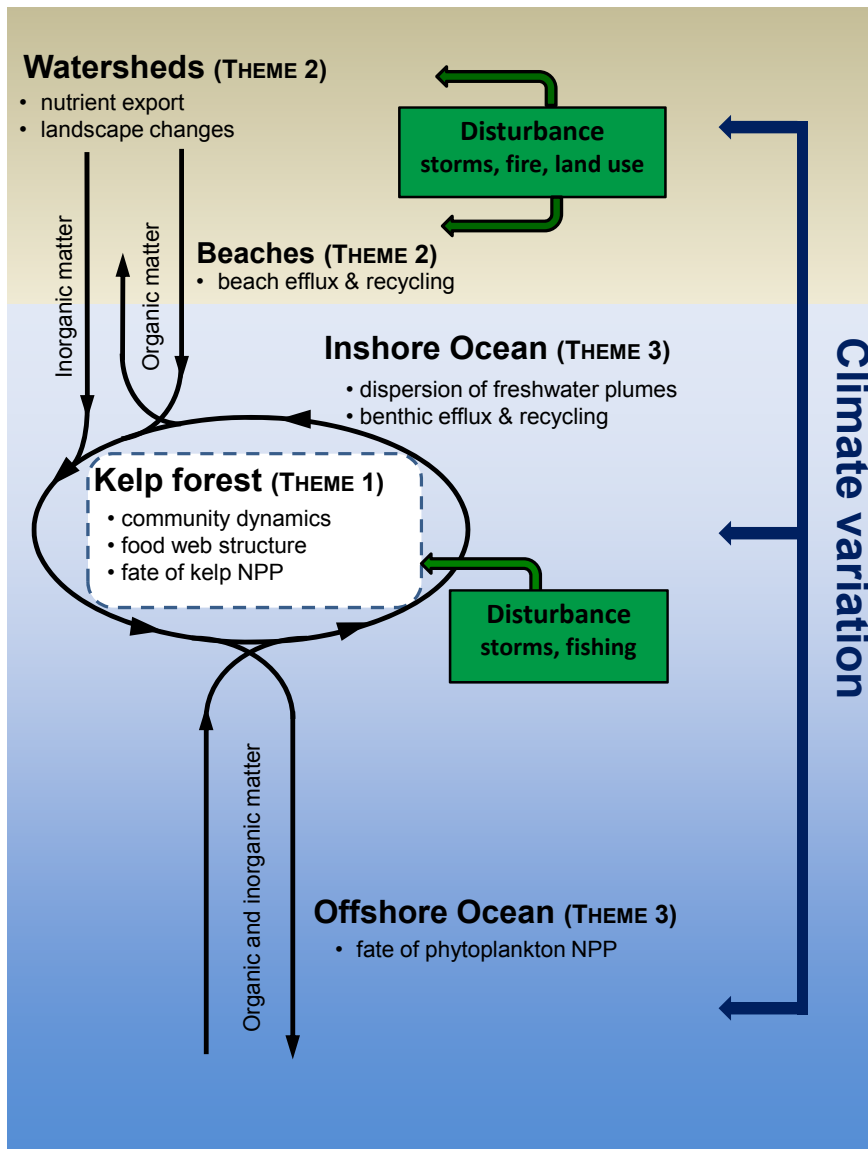 Watersheds (THEME 2)
• nutrient export
• landscape changes
Disturbance
storms, fire, land use
Inorganic matter
Organic matter
Beaches (THEME 2)
• beach efflux & recycling
Inshore Ocean (THEME 3)
• dispersion of freshwater plumes
• benthic efflux & recycling
Kelp forest (THEME 1)
• community dynamics
• food web structure
• fate of kelp NPP
Disturbance
storms, fishing
Climate variation
Organic and inorganic matter
Offshore Ocean (THEME 3)
• fate of phytoplankton NPP